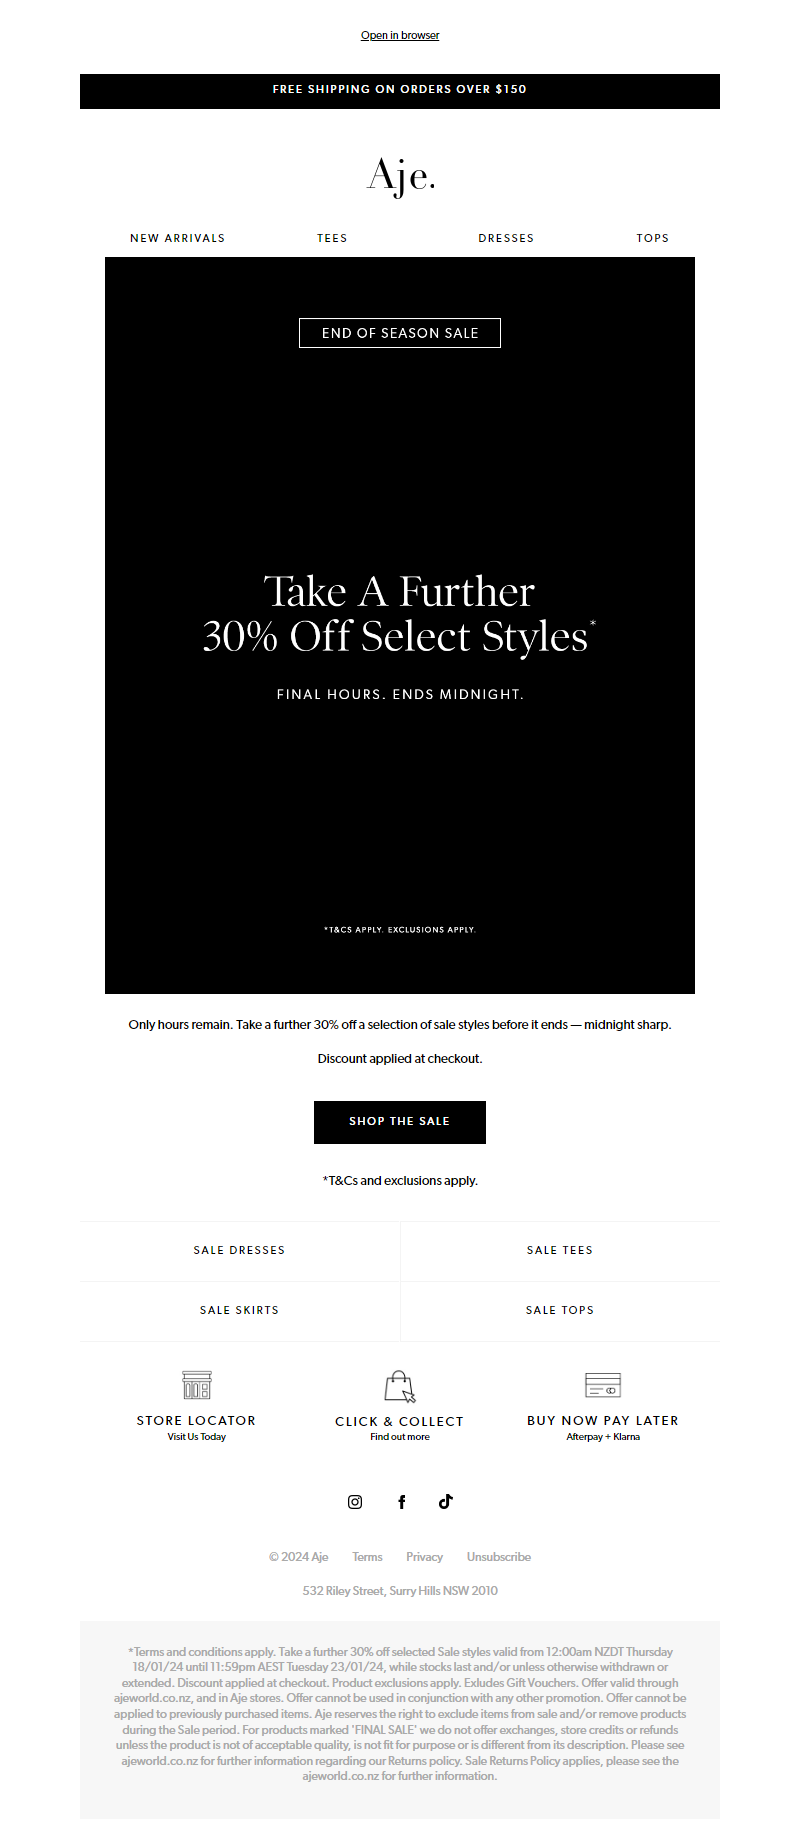 Open in browser
FREE SHIPPING ON ORDERS OVER $150
Aje.
NEW ARRIVALS TEES DRESSES TOPS
END OF SEASON SALE
Take A Further
30% Off Select Styles*
FINAL HOURS. ENDS MIDNIGHT.
*T&CS APPLY. EXCLUSIONS APPLY.
Only hours remain. Take a further 30% off a selection of sale styles before it ends — midnight sharp.
Discount applied at checkout.
SHOP THE SALE
*T&Cs and exclusions apply.
SALE DRESSES SALE TEES
SALE SKIRTS SALE TOPS
STORE LOCATOR CLICK & COLLECT BUY NOW PAY LATER
Visit Us Today Find out more Afterpay + Klarna
© 2024 Aje Terms Privacy Unsubscribe
532 Riley Street, Surry Hills NSW 2010
*Terms and conditions apply. Take a further 30% off selected Sale styles valid from 12:00am NZDT Thursday
18/01/24 until 11:59pm AEST Tuesday 23/01/24, while stocks last and/or unless otherwise withdrawn or
extended. Discount applied at checkout. Product exclusions apply. Exludes Gift Vouchers. Offer valid through
ajeworld.co.nz, and in Aje stores. Offer cannot be used in conjunction with any other promotion. Offer cannot be
applied to previously purchased items. Aje reserves the right to exclude items from sale and/or remove products
during the Sale period. For products marked 'FINAL SALE' we do not offer exchanges, store credits or refunds
unless the product is not of acceptable quality, is not fit for purpose or is different from its description. Please see
ajeworld.co.nz for further information regarding our Returns policy. Sale Returns Policy applies, please see the
ajeworld.co.nz for further information.